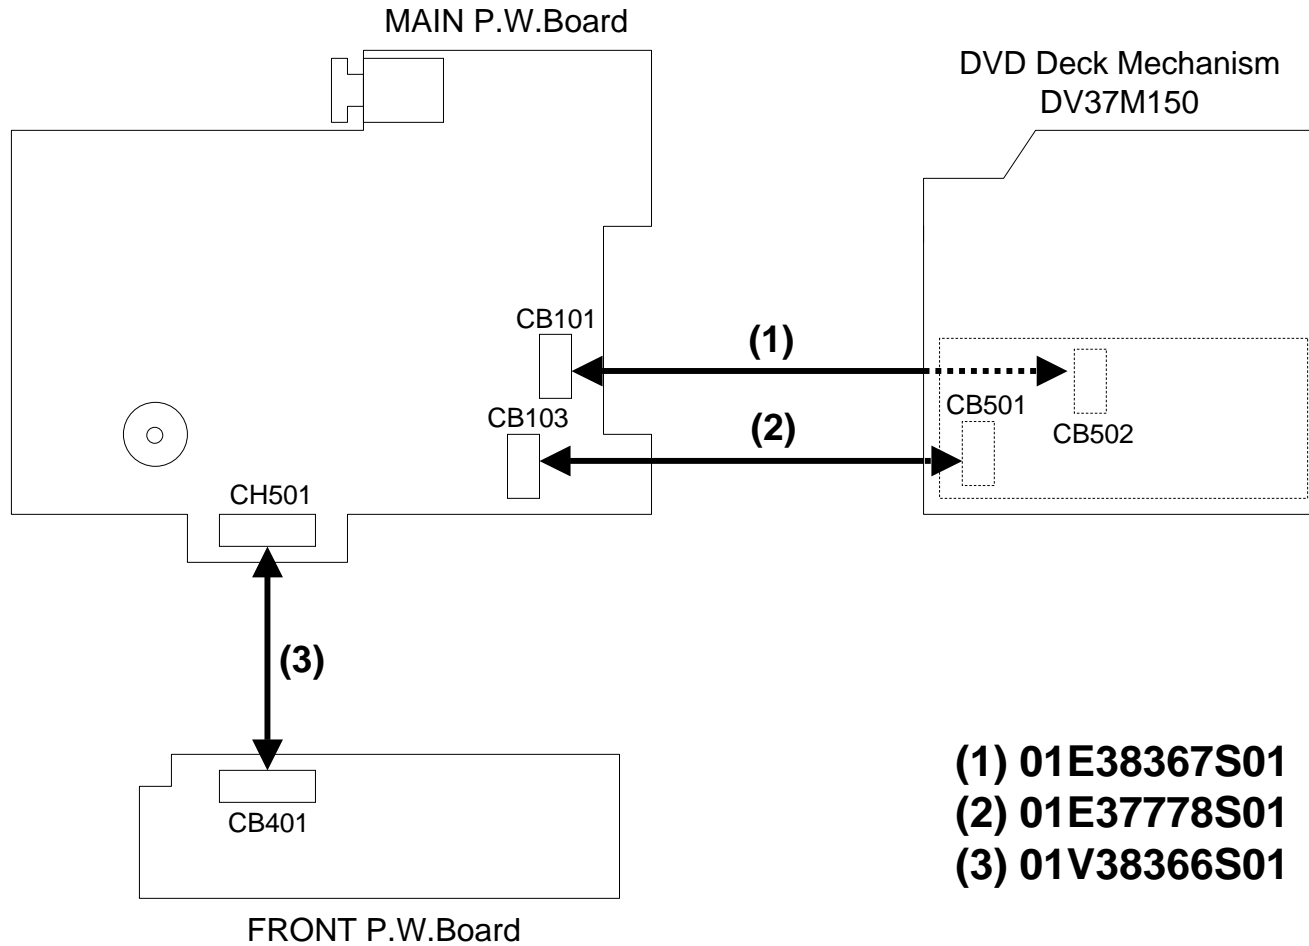 MAIN P.W.Board
DVD Deck Mechanism
DV37M150
CB101
(1)
CB103
(2)
CB501
CB502
CH501
(3)
CB401
FRONT P.W.Board
(1) 01E38367S01
(2) 01E37778S01
(3) 01V38366S01